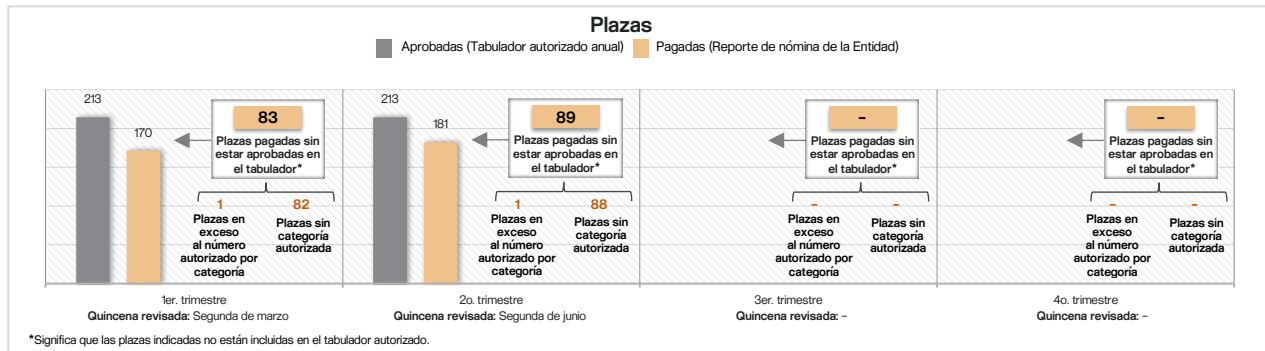 Plazas
Aprobadas (Tabulador autorizado anual)
Pagadas (Reporte de nómina de la Entidad)
213
170
83
Plazas pagadas sin
estar aprobadas en
el tabulador*
1
82
Plazas en
exceso
al número
autorizado por
categoría
Plazas sin
categoría
autorizada
1er. trimestre
Quincena revisada: Segunda de marzo
213
181
89
Plazas pagadas sin
estar aprobadas en
el tabulador*
1
88
Plazas en
exceso
al número
autorizado por
categoría
Plazas sin
categoría
autorizada
2o. trimestre
Quincena revisada: Segunda de junio
-
Plazas pagadas sin
estar aprobadas en
el tabulador*
-
-
Plazas en
exceso
al número
autorizado por
categoría
Plazas sin
categoría
autorizada
3er. trimestre
Quincena revisada: -
-
Plazas pagadas sin
estar aprobadas en
el tabulador*
-
-
Plazas en
exceso
al número
autorizado por
categoría
Plazas sin
categoría
autorizada
4o. trimestre
Quincena revisada: -
*Significa que las plazas indicadas no están incluidas en el tabulador autorizado.